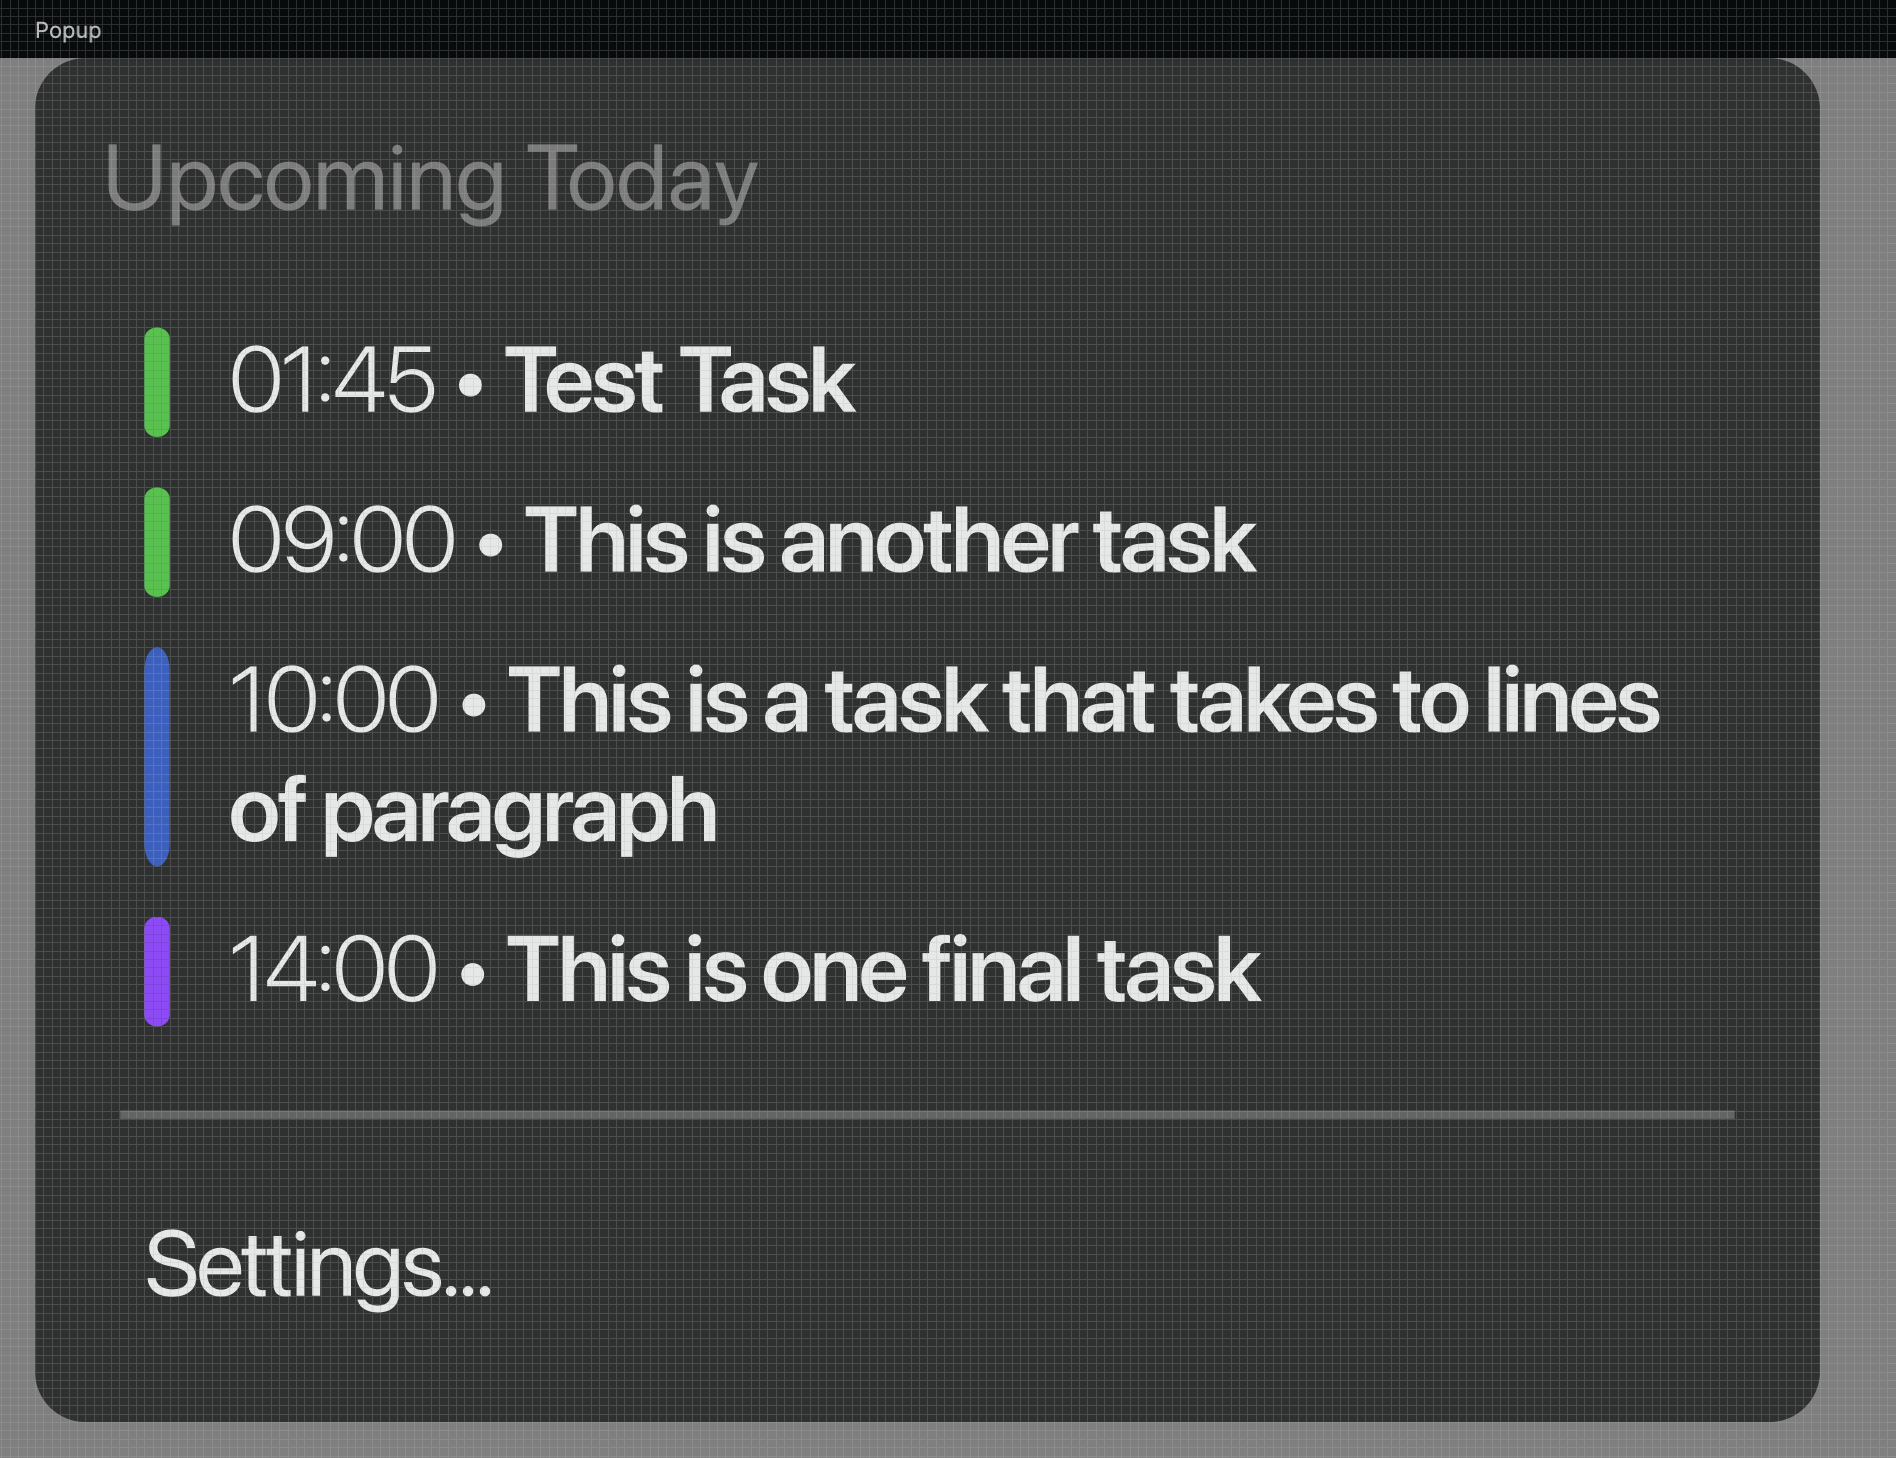 Popup
Upcoming Today
01:45 • Test Task
09:00 • This is another task
10:00 • This is a task that takes to lines
of paragraph
14:00 • This is one final task
Settings...